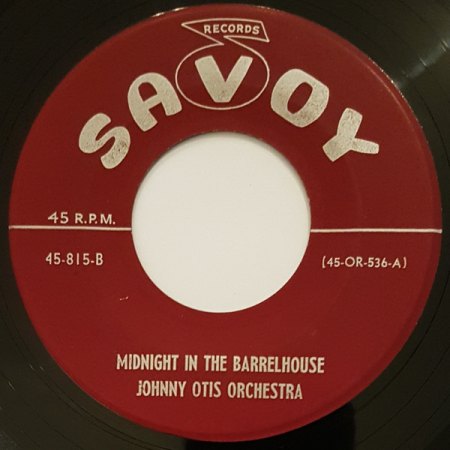 RECORDS
SAVOY
45 R.P.M.
45-815-B
(45-OR-536-A)
MIDNIGHT IN THE BARRELHOUSE
JOHNNY OTIS ORCHESTRA